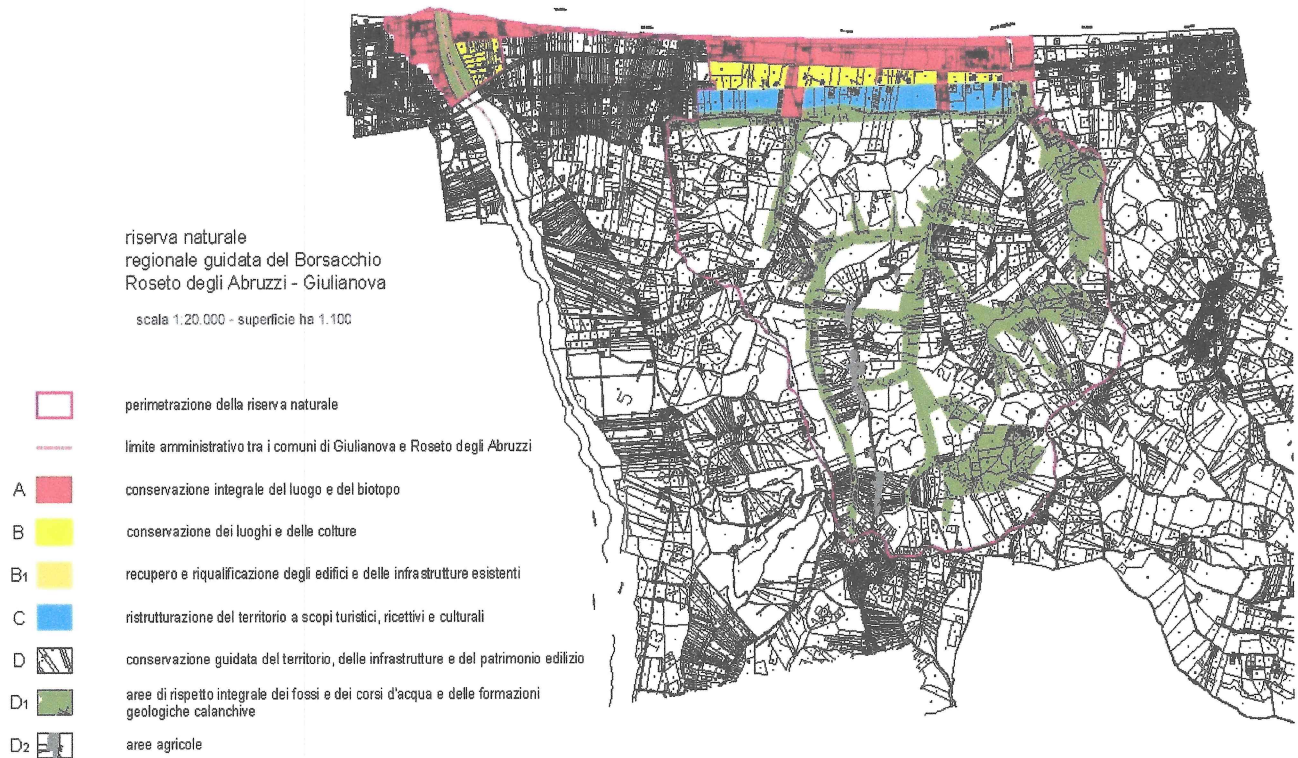 riserva naturale
regionale guidata del Borsacchio
Roseto degli Abruzzi - Giulianova
scala 1:20.000 - superficie ha 1.100
perimetrazione della riserva naturale
limite amministrativo tra i comuni di Giulianova e Roseto degli Abruzzi
A conservazione integrale del luogo e del biotopo
B conservazione dei luoghi e delle colture
B1 recupero e riqualificazione degli edifici e delle infrastrutture esistenti
C ristrutturazione del territorio a scopi turistici, ricettivi e culturali
D conservazione guidata del territorio, delle infrastrutture e del patrimonio edilizio
D1 aree di rispetto integrale dei fossi e dei corsi d'acqua e delle formazioni
geologiche calanchive
D2 aree agricole